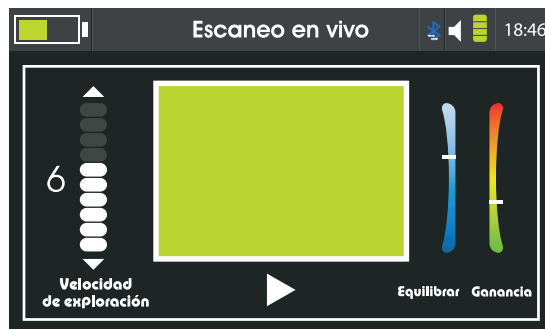 Escaneo en vivo
18:46
6
Velocidad
de exploración
Equilibrar
Ganancia